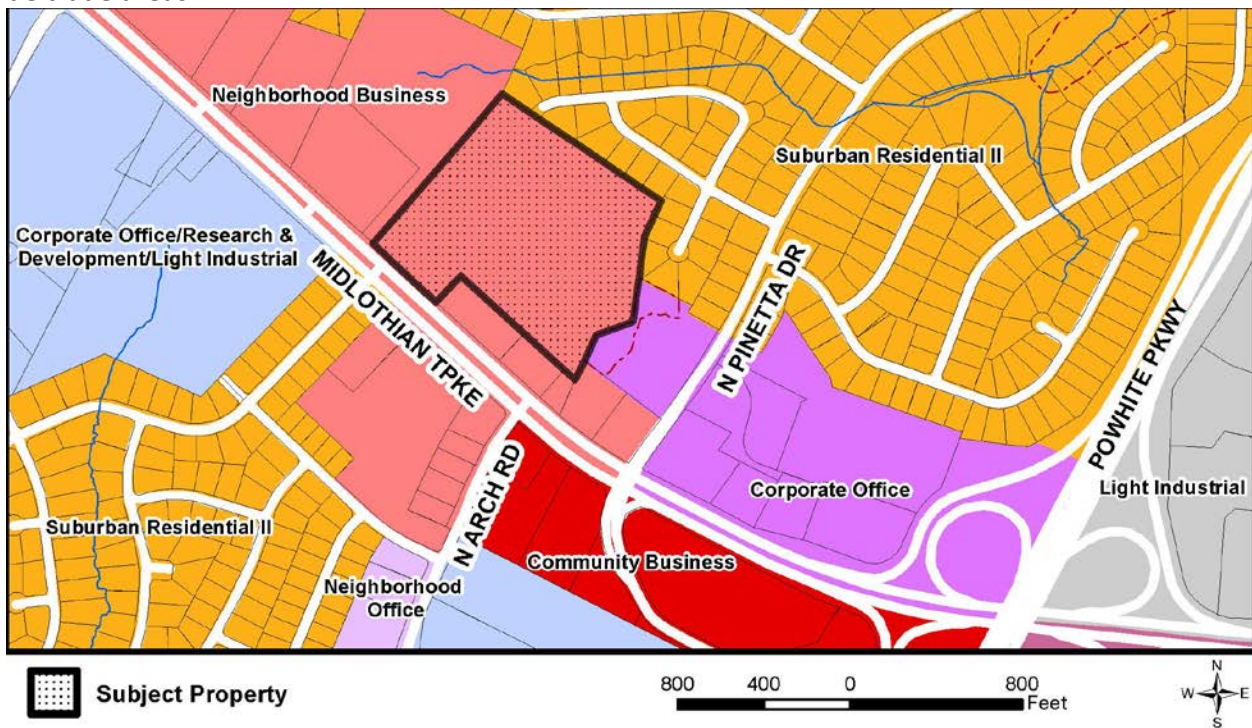 Neighborhood Business
Suburban Residential II
Corporate Office/Research &
Development/Light Industrial
MIDLOTHIAN TPKE
N PINETTA DR
POWHITE PKWY
N ARCH RD
Corporate Office
Light Industrial
Suburban Residential II
Community Business
Neighborhood
Office
Subject Property
800 400 0 800
Feet
N
W E
S